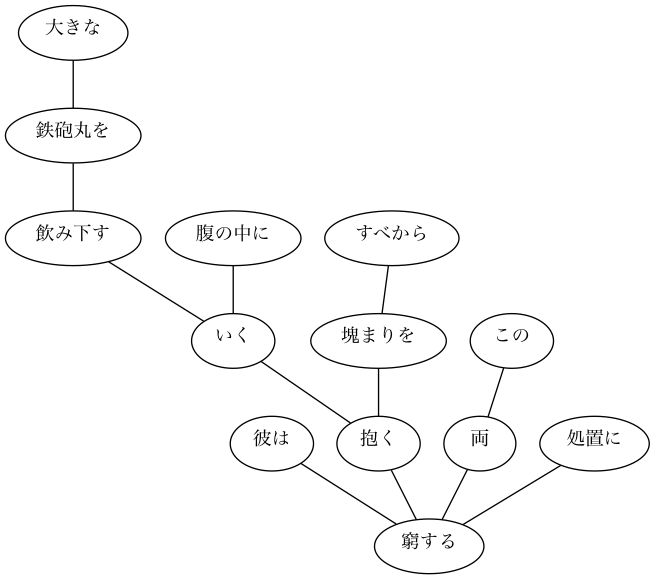 大きな
鉄砲丸を
飲み下す
腹の中に
すべから
いく
塊まりを
この
彼は
抱く
両
処置に
窮する